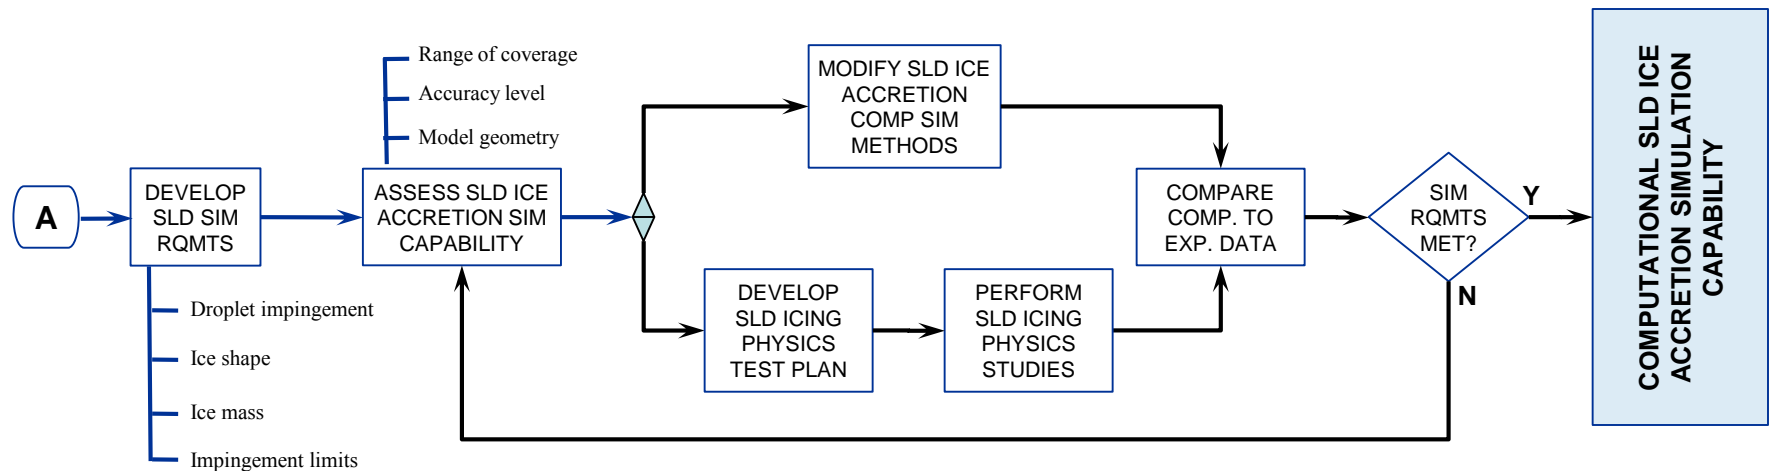 Range of coverage
Accuracy level
Model geometry
A
DEVELOP
SLD SIM
RQMTS
Droplet impingement
Ice shape
Ice mass
Impingement limits
ASSESS SLD ICE
ACCRETION SIM
CAPABILITY
MODIFY SLD ICE
ACCRETION
COMP SIM
METHODS
DEVELOP
SLD ICING
PHYSICS
TEST PLAN
PERFORM
SLD ICING
PHYSICS
STUDIES
COMPARE
COMP. TO
EXP. DATA
SIM
RQMTS
MET?
Y
N
COMPUTATIONAL SLD ICE
ACCRETION SIMULATION
CAPABILITY